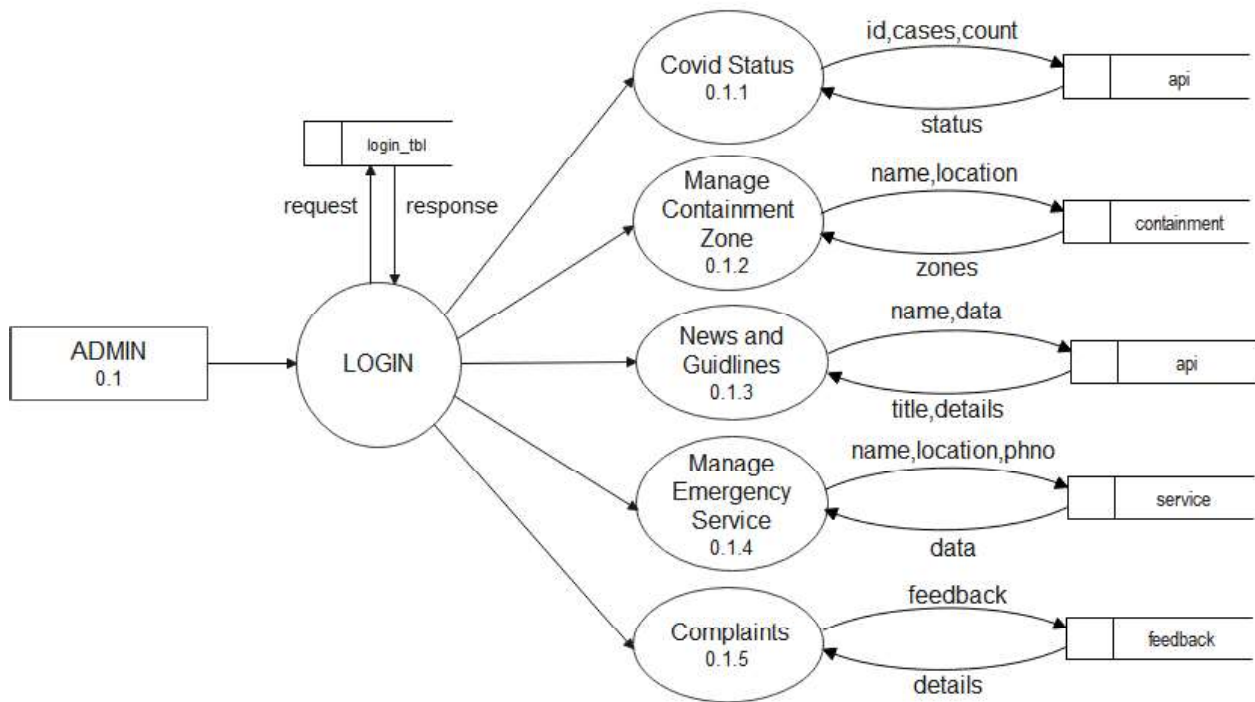 id,cases,count
Covid Status
0.1.1
api
status
login_tbl
request
response
name,location
Manage
Containment
Zone
0.1.2
containment
zones
ADMIN
0.1
LOGIN
name,data
News and
Guidlines
0.1.3
api
title,details
name,location,phno
Manage
Emergency
Service
0.1.4
service
data
feedback
Complaints
0.1.5
feedback
details